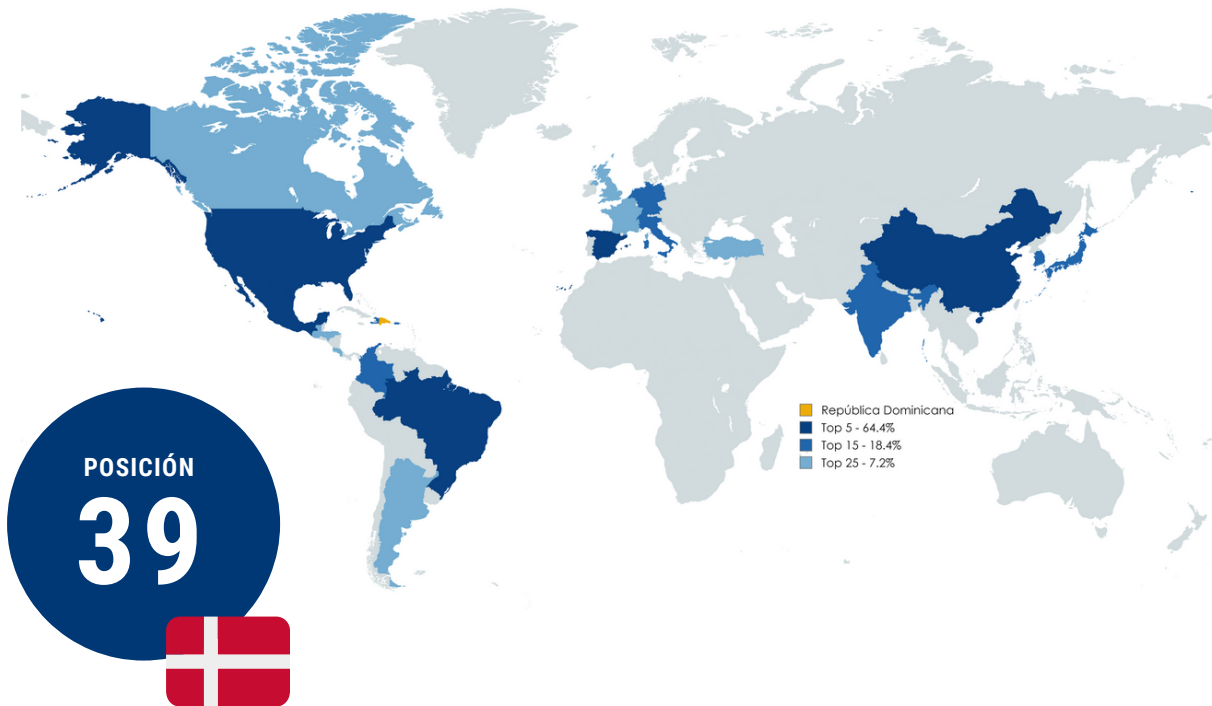 República Dominicana
Top 5 - 64.4%
Top 15 - 18.4%
Top 25 - 7.2%
POSICIÓN
39